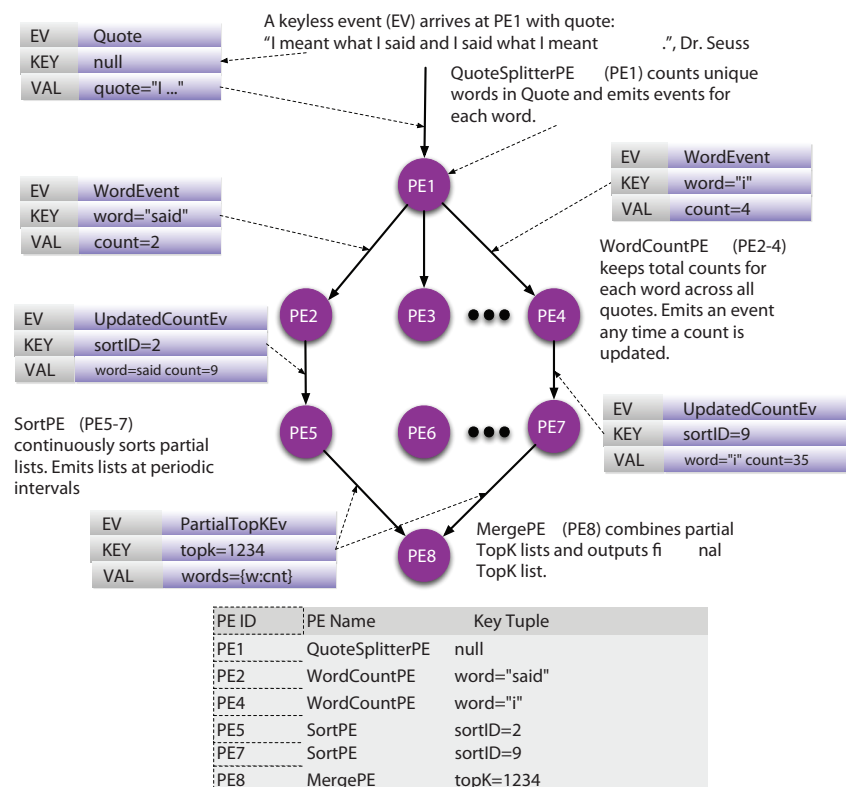 A keyless event (EV) arrives at PE1 with quote:
“I meant what I said and I said what I meant .”, Dr. Seuss
EV Quote
KEY null
VAL quote="I ..."
QuoteSplitterPE (PE1) counts unique
words in Quote and emits events for
each word.
PE1
EV WordEvent
KEY word="i"
VAL count=4
EV WordEvent
KEY word="said"
VAL count=2
WordCountPE (PE2-4)
keeps total counts for
each word across all
quotes. Emits an event
any time a count is
updated.
PE2 PE3 PE4
EV UpdatedCountEv
KEY sortID=2
VAL word=said count=9
EV UpdatedCountEv
KEY sortID=9
VAL word="i" count=35
SortPE (PE5-7)
continuously sorts partial
lists. Emits lists at periodic
intervals
PE5 PE6 PE7
EV PartialTopKEv
KEY topk=1234
VAL words={w:cnt}
PE8
MergePE (PE8) combines partial
TopK lists and outputs fi nal
TopK list.
PE ID PE Name Key Tuple
PE1 QuoteSplitterPE null
PE2 WordCountPE word="said"
PE4 WordCountPE word="i"
PE5 SortPE sortID=2
PE7 SortPE sortID=9
PE8 MergePE topK=1234